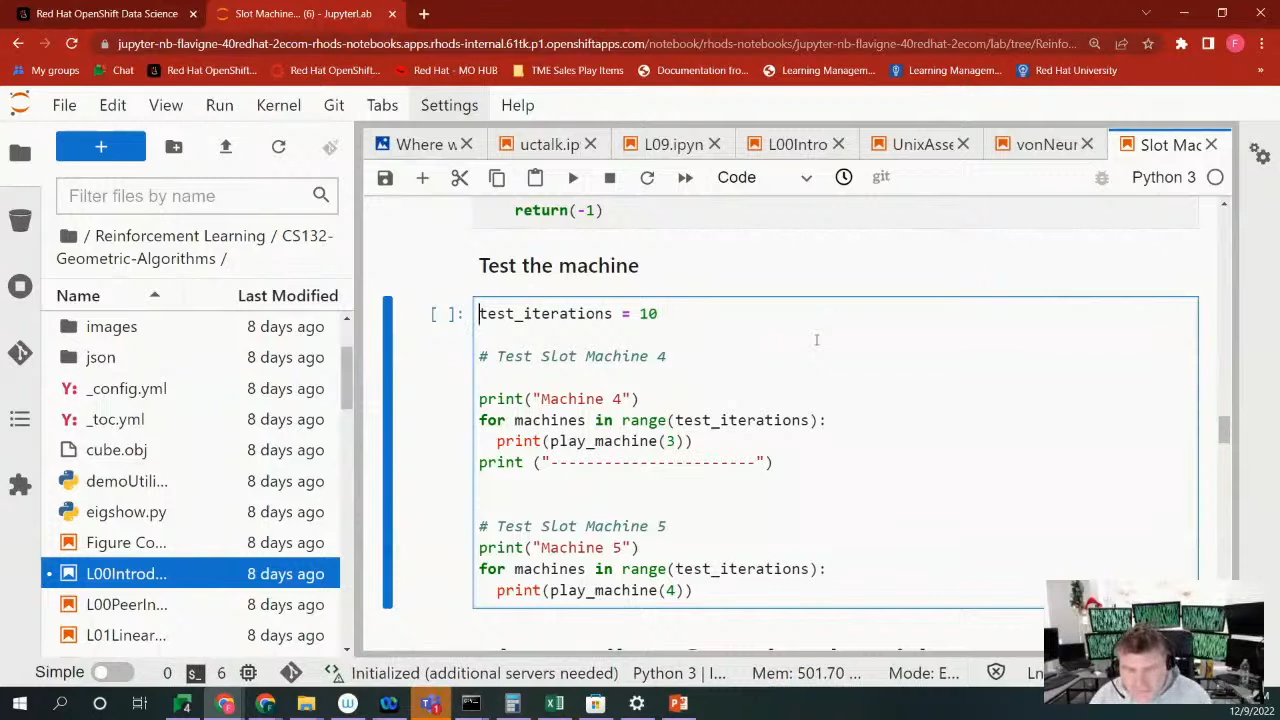 Red Hat OpenShift Data Science
Slot Machine... (6) - JupyterLab
jupyter-nb-flavigne-40redhat-2ecom-rhods-notebooks.apps.rhods-internal.61tk.p1.openshiftapps.com/notebook/rhods-notebooks/jupyter-nb-flavigne-40redhat-2ecom/lab/tree/Reinfo...
My groups Chat Red Hat OpenShift... Red Hat - MO HUB TME Sales Play Items Documentation fro... Learning Managem... Learning Managem... Red Hat University
File Edit View Run Kernel Git Tabs Settings Help
Where w uctalk.ip L09.ipyn L00Intro UnixAsse vonNeur Slot Mac
Code git Python 3
Filter files by name
/ Reinforcement Learning / CS132-
Geometric-Algorithms /
Name Last Modified
images 8 days ago
json 8 days ago
Y: _config.yml 8 days ago
Y: _toc.yml 8 days ago
cube.obj 8 days ago
demoUtili... 8 days ago
eigshow.py 8 days ago
Figure Co... 8 days ago
L00Introd... 8 days ago
L00PeerIn... 8 days ago
L01Linear... 8 days ago
return(-1)
Test the machine
[ ]: test_iterations = 10
# Test Slot Machine 4
print("Machine 4")
for machines in range(test_iterations):
print(play_machine(3))
print ("-----------------------")
# Test Slot Machine 5
print("Machine 5")
for machines in range(test_iterations):
print(play_machine(4))
Simple 0 6 Initialized (additional servers needed) Python 3 | I... Mem: 501.70 ... Mode: E... Ln
12/9/2022